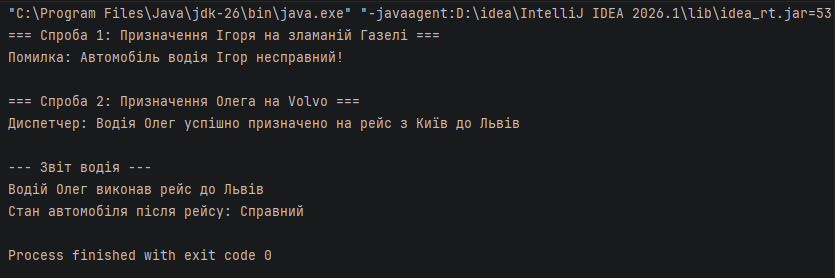 "C:\Program Files\Java\jdk-26\bin\java.exe" "-javaagent:D:\idea\IntelliJ IDEA 2026.1\lib\idea_rt.jar=53
=== Спроба 1: Призначення Ігоря на зламаній Газелі ===
Помилка: Автомобіль водія Ігор несправний!
=== Спроба 2: Призначення Олега на Volvo ===
Диспетчер: Водія Олег успішно призначено на рейс з Київ до Львів
--- Звіт водія ---
Водій Олег виконав рейс до Львів
Стан автомобіля після рейсу: Справний
Process finished with exit code 0